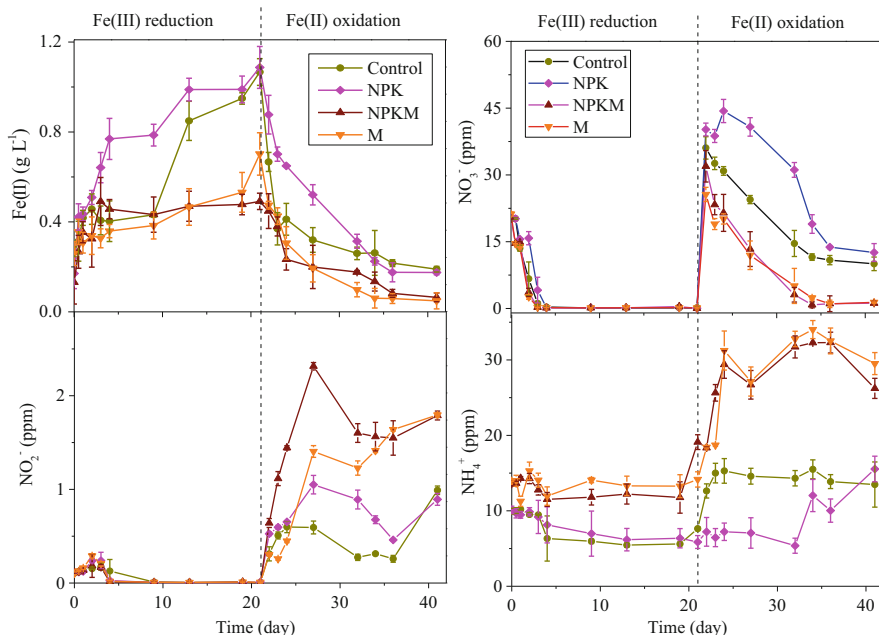 Fe(III) reduction Fe(II) oxidation
Fe(III) reduction Fe(II) oxidation
1.2
0.8
0.4
0.0
Fe(II) (g L⁻¹)
Control
NPK
NPKM
M
60
45
30
15
0
NO₃⁻ (ppm)
Control
NPK
NPKM
M
2
1
0
NO₂⁻ (ppm)
0 10 20 30 40
Time (day)
30
20
10
0
NH₄⁺ (ppm)
0 10 20 30 40
Time (day)